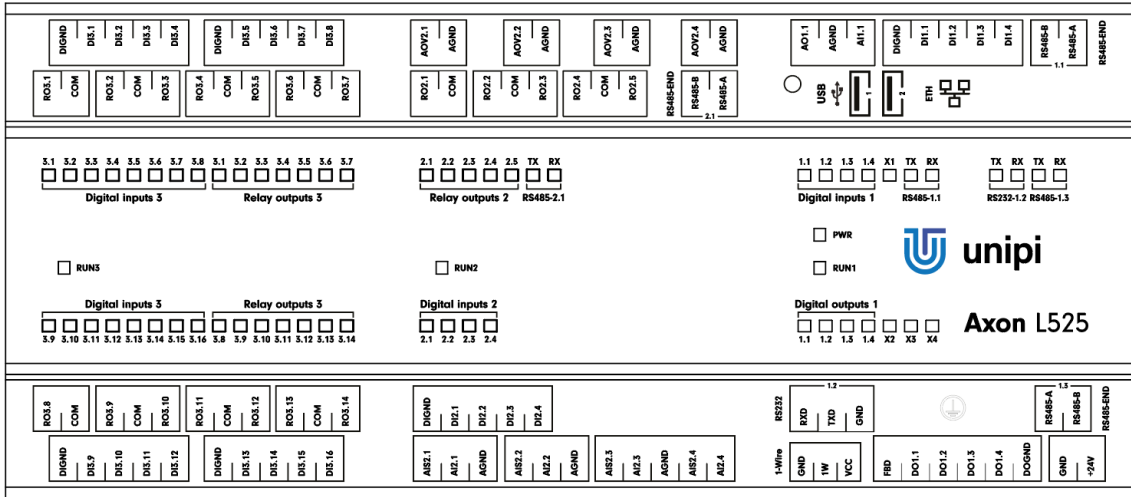 DIGND DI3.1 DI3.2 DI3.3 DI3.4 DIGND DI3.5 DI3.6 DI3.7 DI3.8 AOV2.1 AGND AOV2.2 AGND AOV2.3 AGND AOV2.4 AGND AO1.1 AGND AI1.1 DIGND DI1.1 DI1.2 DI1.3 DI1.4 RS485-B RS485-A RS485-END
1.1
RO3.1 COM RO3.2 COM RO3.3 RO3.4 COM RO3.5 RO3.6 COM RO3.7 RO2.1 COM RO2.2 COM RO2.3 RO2.4 COM RO2.5 RS485-END RS485-B RS485-A USB 1 2 ETH
2.1
3.1 3.2 3.3 3.4 3.5 3.6 3.7 3.8 3.1 3.2 3.3 3.4 3.5 3.6 3.7 2.1 2.2 2.3 2.4 2.5 TX RX 1.1 1.2 1.3 1.4 X1 TX RX TX RX TX RX
Digital inputs 3 Relay outputs 3 Relay outputs 2 RS485-2.1 Digital inputs 1 RS485-1.1 RS232-1.2 RS485-1.3
PWR
unipi
RUN3 RUN2 RUN1
Digital inputs 3 Relay outputs 3 Digital inputs 2 Digital outputs 1
Axon L525
3.9 3.10 3.11 3.12 3.13 3.14 3.15 3.16 3.8 3.9 3.10 3.11 3.12 3.13 3.14 2.1 2.2 2.3 2.4 1.1 1.2 1.3 1.4 X2 X3 X4
1.2 1.3
RO3.8 COM RO3.9 COM RO3.10 RO3.11 COM RO3.12 RO3.13 COM RO3.14 DIGND DI2.1 DI2.2 DI2.3 DI2.4 RS232 RXD TXD GND RS485-A RS485-B RS485-END
DIGND DI3.9 DI3.10 DI3.11 DI3.12 DIGND DI3.13 DI3.14 DI3.15 DI3.16 AIS2.1 AI2.1 AGND AIS2.2 AI2.2 AGND AIS2.3 AI2.3 AGND AIS2.4 AI2.4 1-Wire GND 1W VCC FBD DO1.1 DO1.2 DO1.3 DO1.4 DOGND GND +24V